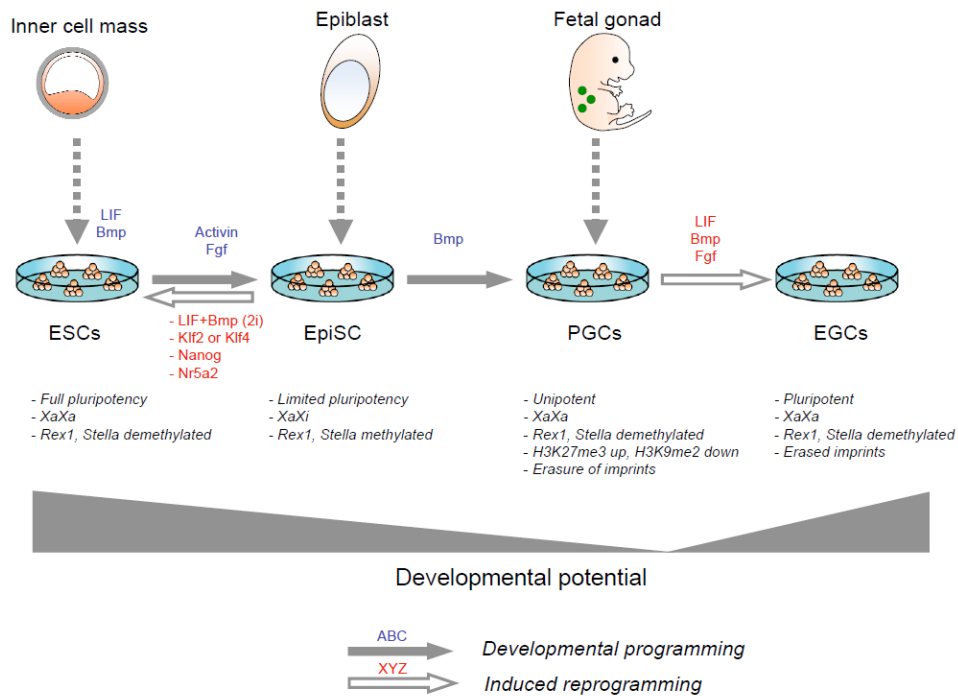 Inner cell mass
Epiblast
Fetal gonad
LIF
Bmp
Activin
Fgf
Bmp
LIF
Bmp
Fgf
ESCs
- LIF+Bmp (2i)
- Klf2 or Klf4
- Nanog
- Nr5a2
EpiSC
PGCs
EGCs
- Full pluripotency
- XaXa
- Rex1, Stella demethylated
- Limited pluripotency
- XaXi
- Rex1, Stella methylated
- Unipotent
- XaXa
- Rex1, Stella demethylated
- H3K27me3 up, H3K9me2 down
- Erasure of imprints
- Pluripotent
- XaXa
- Rex1, Stella demethylated
- Erased imprints
Developmental potential
ABC
Developmental programming
XYZ
Induced reprogramming